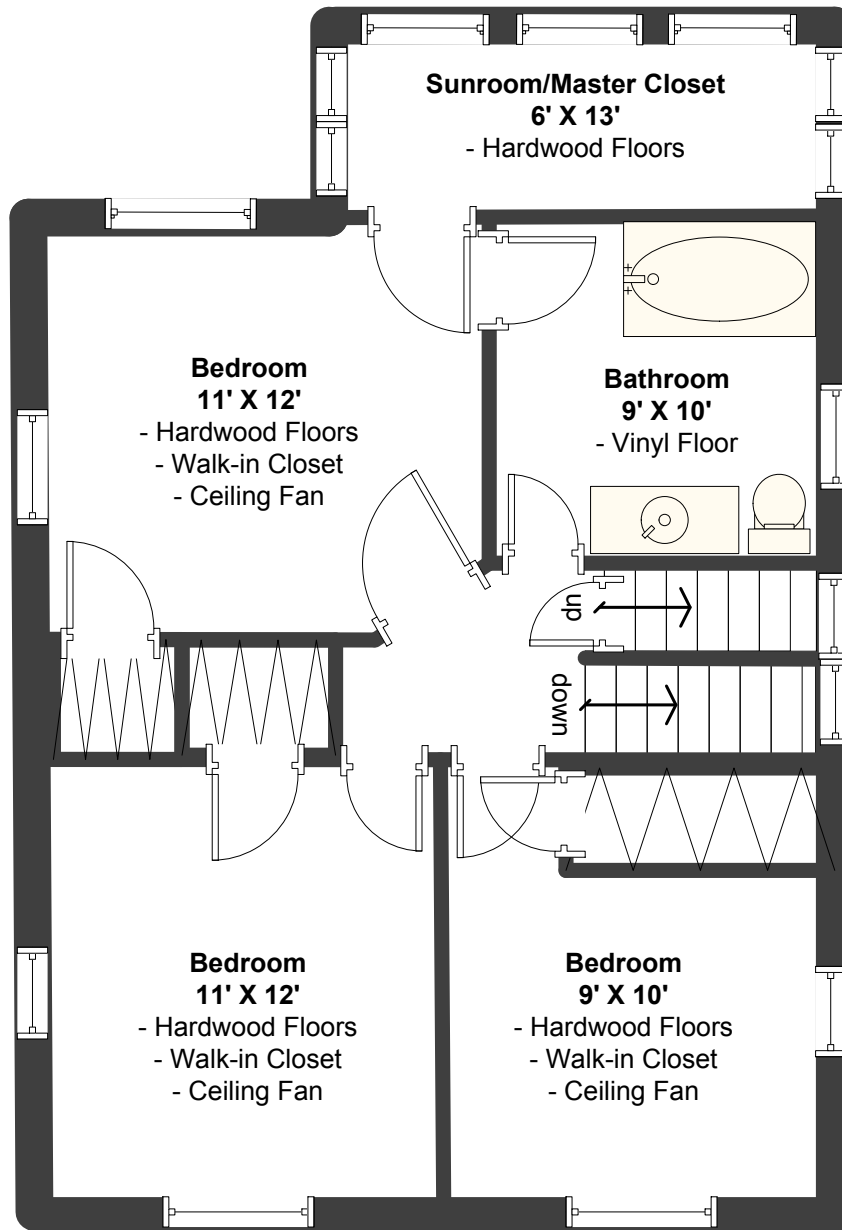 Sunroom/Master Closet
6' X 13'
- Hardwood Floors
Bedroom
11' X 12'
- Hardwood Floors
- Walk-in Closet
- Ceiling Fan
Bathroom
9' X 10'
- Vinyl Floor
up
down
Bedroom
11' X 12'
- Hardwood Floors
- Walk-in Closet
- Ceiling Fan
Bedroom
9' X 10'
- Hardwood Floors
- Walk-in Closet
- Ceiling Fan